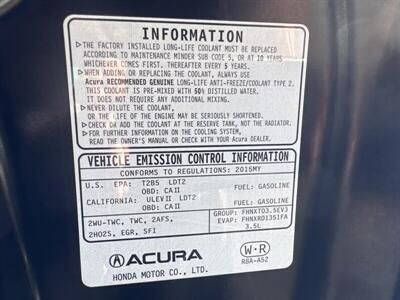 INFORMATION
▷ THE FACTORY INSTALLED LONG-LIFE COOLANT MUST BE REPLACED
ACCORDING TO MAINTENANCE MINDER SUB CODE 5, OR AT 10 YEARS
WHICHEVER COMES FIRST, THEREAFTER EVERY 5 YEARS.
▷ WHEN ADDING OR REPLACING THE COOLANT, ALWAYS USE
Acura RECOMMENDED GENUINE LONG-LIFE ANTI-FREEZE/COOLANT TYPE 2.
THIS COOLANT IS PRE-MIXED WITH 50% DISTILLED WATER.
IT DOES NOT REQUIRE ANY ADDITIONAL MIXING.
▷ NEVER DILUTE THE COOLANT,
OR THE LIFE OF THE ENGINE MAY BE SERIOUSLY SHORTENED.
▷ CHECK OR ADD THE COOLANT AT THE RESERVE TANK, NOT THE RADIATOR.
▷ FOR FURTHER INFORMATION ON THE COOLING SYSTEM,
READ THE OWNER'S MANUAL OR CHECK WITH YOUR Acura DEALER.
VEHICLE EMISSION CONTROL INFORMATION
CONFORMS TO REGULATIONS: 2015MY
U.S. EPA: T2B5 LDT2 FUEL: GASOLINE
OBD: CAII
CALIFORNIA: ULEVII LDT2 FUEL: GASOLINE
OBD: CAII
2WU-TWC, TWC, 2AFS, GROUP: FHNXT03.5EV3
2HO2S, EGR, SFI EVAP: FHNXR0135IFA
3.5L
ACURA W·R
HONDA MOTOR CO., LTD. R8A-A52